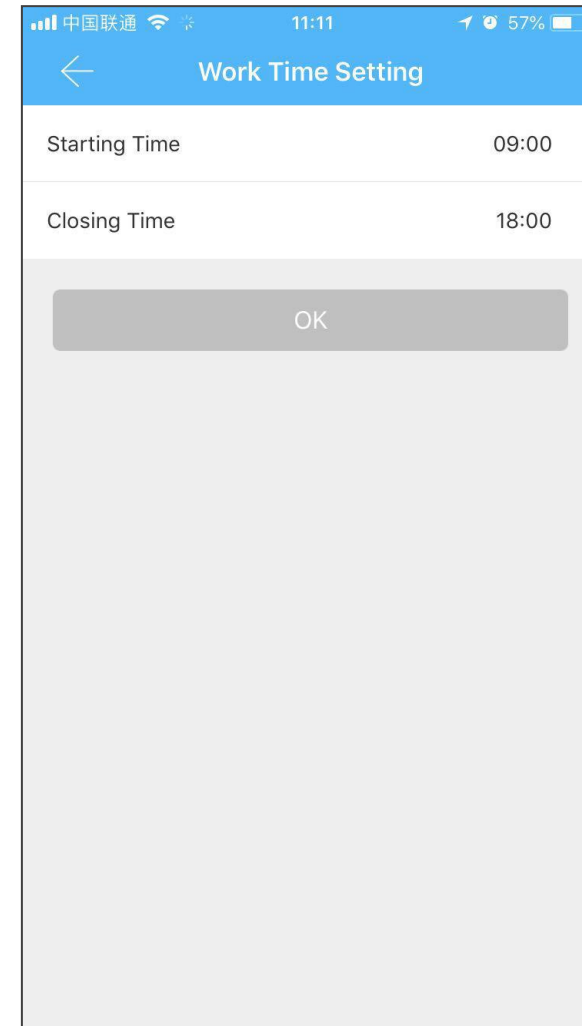 中国联通 11:11 57%
Work Time Setting
Starting Time 09:00
Closing Time 18:00
OK